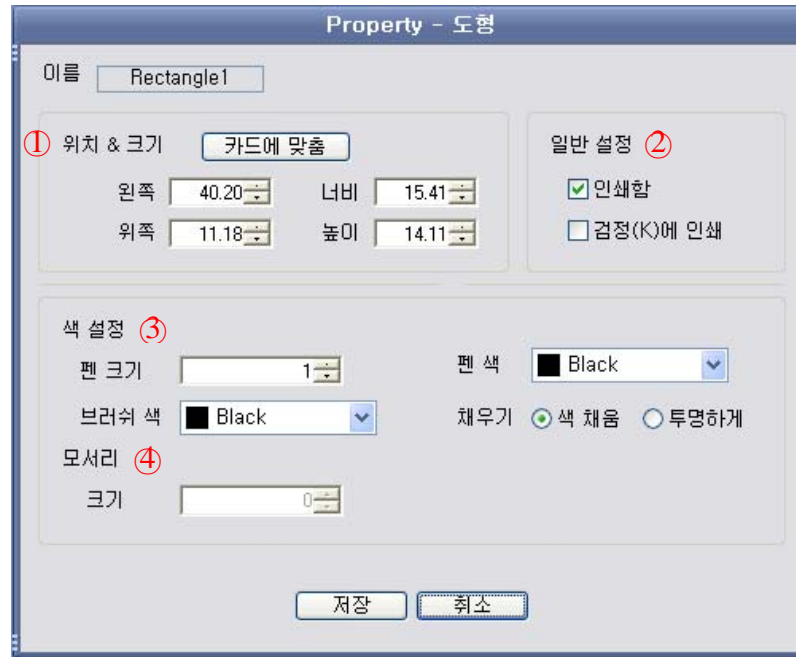 Property - 도형
이름 Rectangle1
① 위치 & 크기 카드에 맞춤
왼쪽 40.20 너비 15.41
위쪽 11.18 높이 14.11
일반 설정 ②
인쇄함
검정(K)에 인쇄
색 설정 ③
펜 크기 1 펜 색 Black
브러쉬 색 Black 채우기 색 채움 투명하게
모서리 ④
크기 0
저장 취소